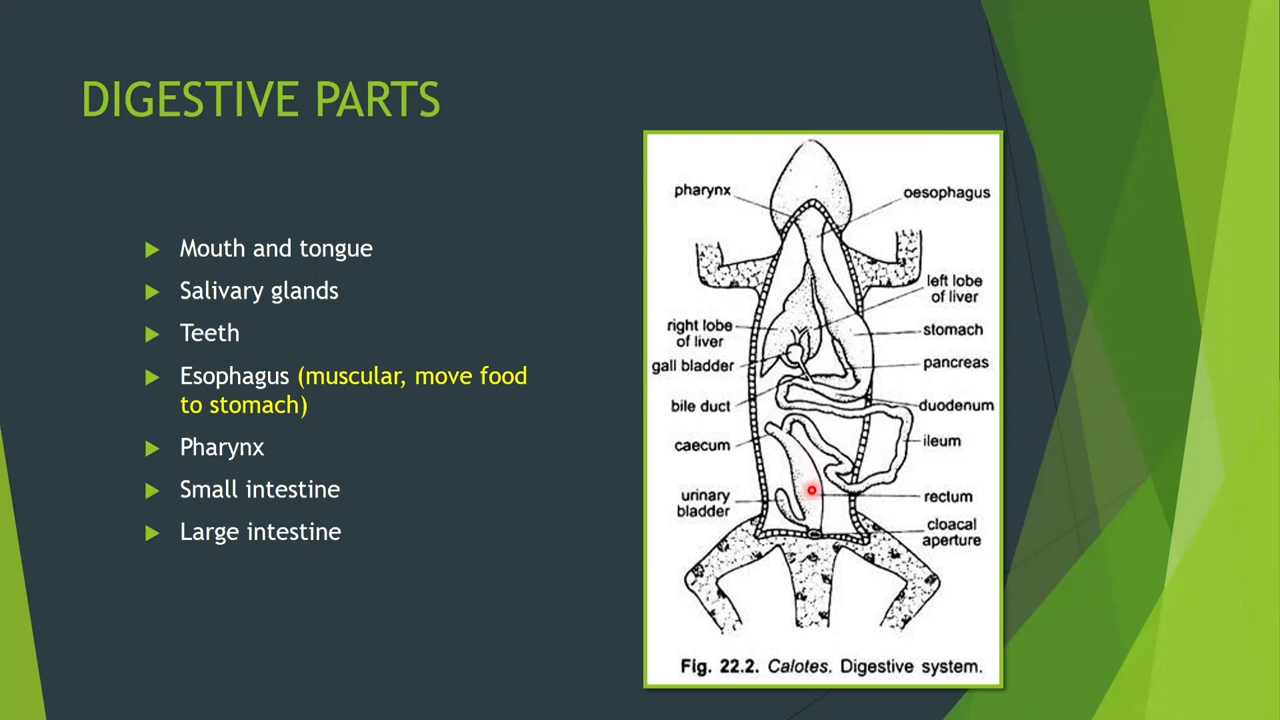 DIGESTIVE PARTS
Mouth and tongue
Salivary glands
Teeth
Esophagus (muscular, move food
to stomach)
Pharynx
Small intestine
Large intestine
pharynx
oesophagus
left lobe
of liver
right lobe
of liver
stomach
gall bladder
pancreas
bile duct
duodenum
caecum
ileum
urinary
bladder
rectum
cloacal
aperture
Fig. 22.2. Calotes. Digestive system.